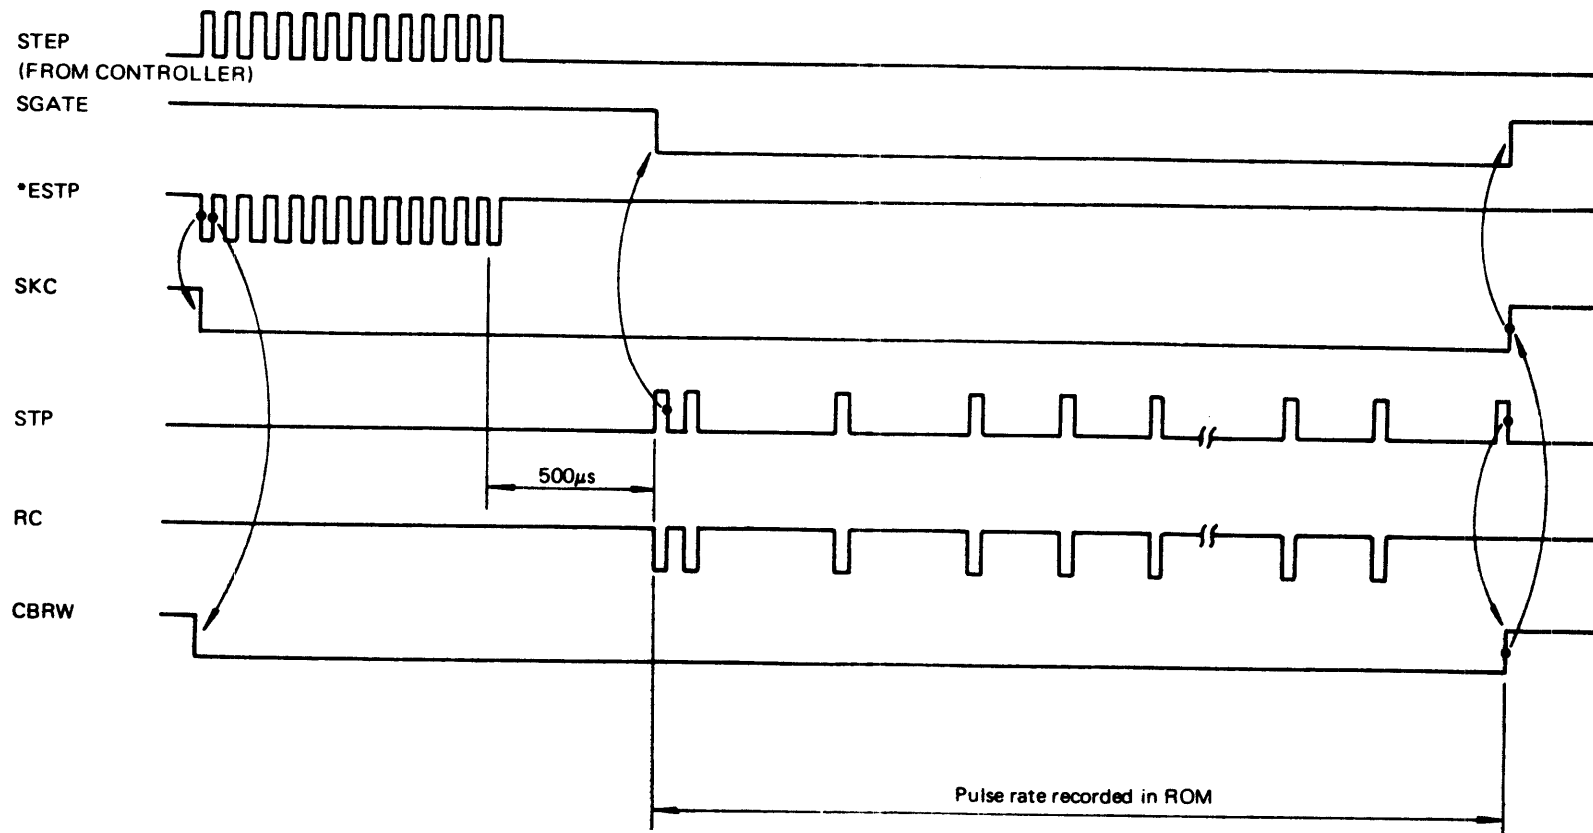 STEP
(FROM CONTROLLER)
SGATE
*ESTP
SKC
STP
500μs
RC
CBRW
Pulse rate recorded in ROM